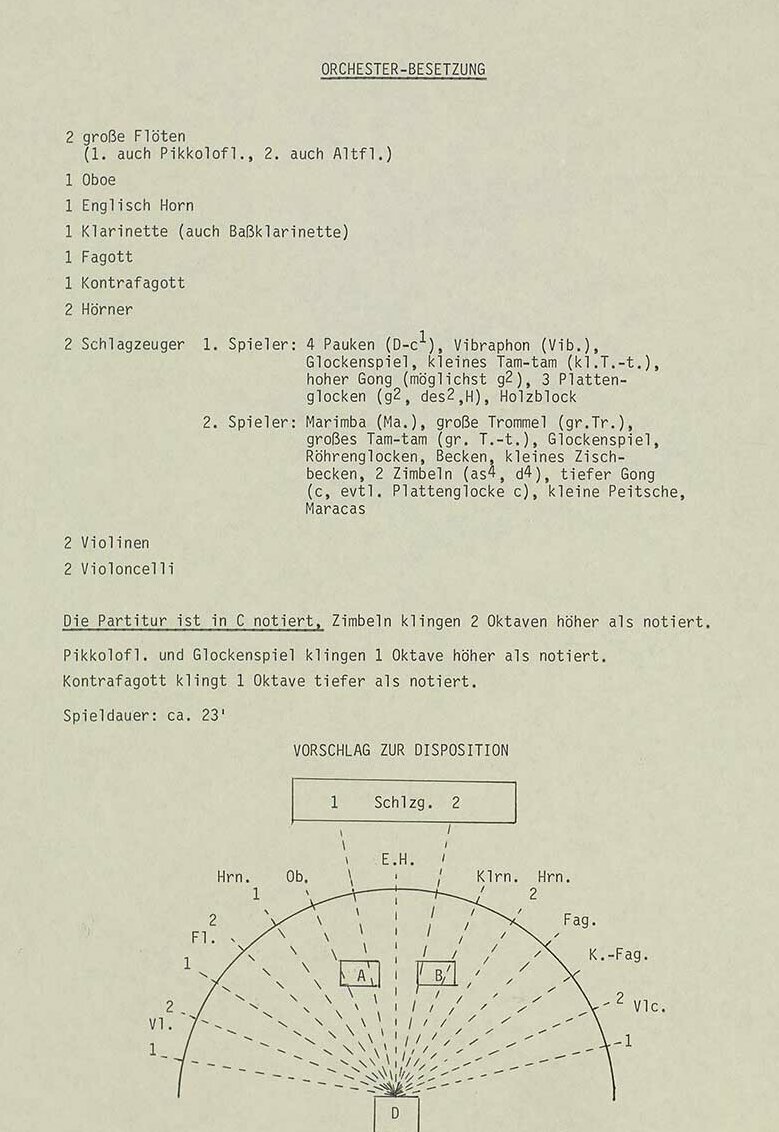 ORCHESTER-BESETZUNG
2 große Flöten
(1. auch Pikkolofl., 2. auch Altfl.)
1 Oboe
1 Englisch Horn
1 Klarinette (auch Baßklarinette)
1 Fagott
1 Kontrafagott
2 Hörner
2 Schlagzeuger 1. Spieler: 4 Pauken (D-c¹), Vibraphon (Vib.),
Glockenspiel, kleines Tam-tam (kl.T.-t.),
hoher Gong (möglichst g²), 3 Platten-
glocken (g², des²,H), Holzblock
2. Spieler: Marimba (Ma.), große Trommel (gr.Tr.),
großes Tam-tam (gr. T.-t.), Glockenspiel,
Röhrenglocken, Becken, kleines Zisch-
becken, 2 Zimbeln (as⁴, d⁴), tiefer Gong
(c, evtl. Plattenglocke c), kleine Peitsche,
Maracas
2 Violinen
2 Violoncelli
Die Partitur ist in C notiert, Zimbeln klingen 2 Oktaven höher als notiert.
Pikkolofl. und Glockenspiel klingen 1 Oktave höher als notiert.
Kontrafagott klingt 1 Oktave tiefer als notiert.
Spieldauer: ca. 23'
VORSCHLAG ZUR DISPOSITION
1 Schlzg. 2
E.H.
Hrn. Ob. Klrn. Hrn.
1 2
2 Fag.
Fl.
K.-Fag.
1
A B
2 2 Vlc.
Vl.
1 1
D